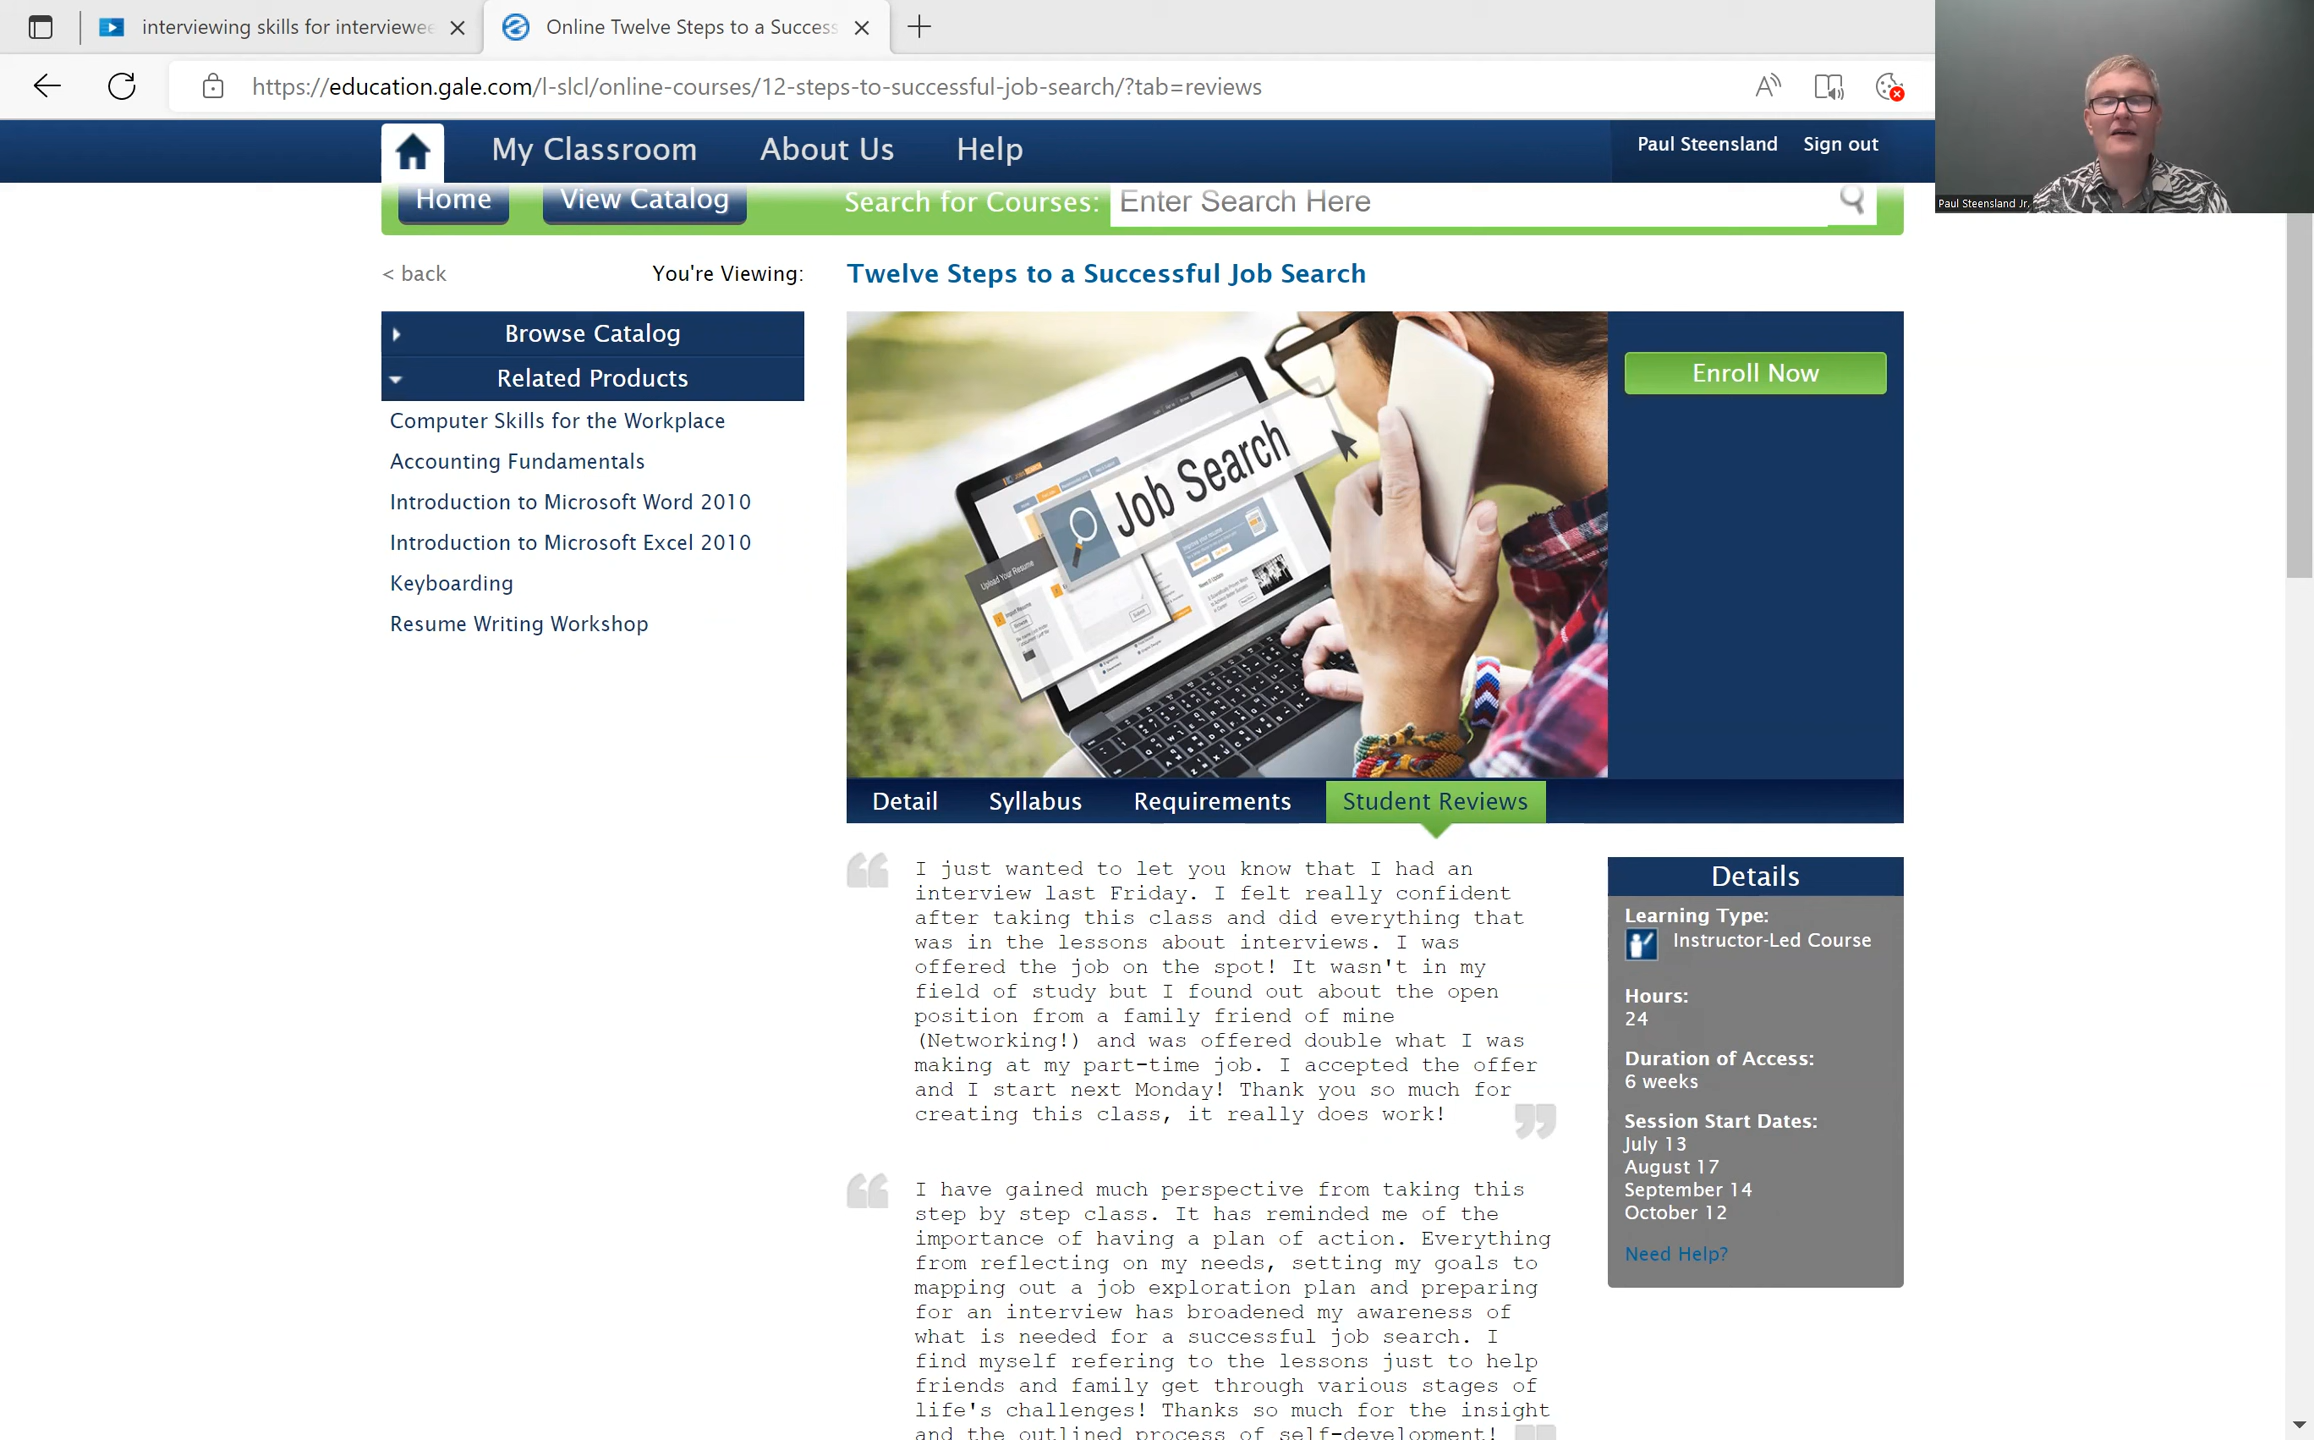 interviewing skills for interviewee
Online Twelve Steps to a Success
https://education.gale.com/l-slcl/online-courses/12-steps-to-successful-job-search/?tab=reviews
My Classroom
About Us
Help
Paul Steensland
Sign out
Paul Steensland Jr.
Home
View Catalog
Search for Courses:
Enter Search Here
< back
You're Viewing:
Twelve Steps to a Successful Job Search
Browse Catalog
Related Products
Computer Skills for the Workplace
Accounting Fundamentals
Introduction to Microsoft Word 2010
Introduction to Microsoft Excel 2010
Keyboarding
Resume Writing Workshop
Enroll Now
Job Search
Upload Your Resume
Detail
Syllabus
Requirements
Student Reviews
I just wanted to let you know that I had an
interview last Friday. I felt really confident
after taking this class and did everything that
was in the lessons about interviews. I was
offered the job on the spot! It wasn't in my
field of study but I found out about the open
position from a family friend of mine
(Networking!) and was offered double what I was
making at my part-time job. I accepted the offer
and I start next Monday! Thank you so much for
creating this class, it really does work!
I have gained much perspective from taking this
step by step class. It has reminded me of the
importance of having a plan of action. Everything
from reflecting on my needs, setting my goals to
mapping out a job exploration plan and preparing
for an interview has broadened my awareness of
what is needed for a successful job search. I
find myself refering to the lessons just to help
friends and family get through various stages of
life's challenges! Thanks so much for the insight
and the outlined process of self-development!
Details
Learning Type:
Instructor-Led Course
Hours:
24
Duration of Access:
6 weeks
Session Start Dates:
July 13
August 17
September 14
October 12
Need Help?